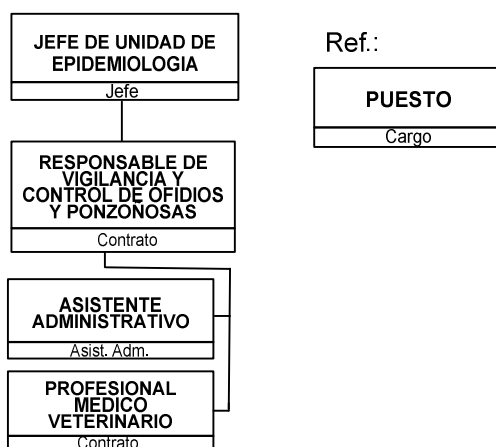 JEFE DE UNIDAD DE
EPIDEMIOLOGIA
Jefe
Ref.:
PUESTO
Cargo
RESPONSABLE DE
VIGILANCIA Y
CONTROL DE OFIDIOS
Y PONZOÑOSAS
Contrato
ASISTENTE
ADMINISTRATIVO
Asist. Adm.
PROFESIONAL
MEDICO
VETERINARIO
Contrato